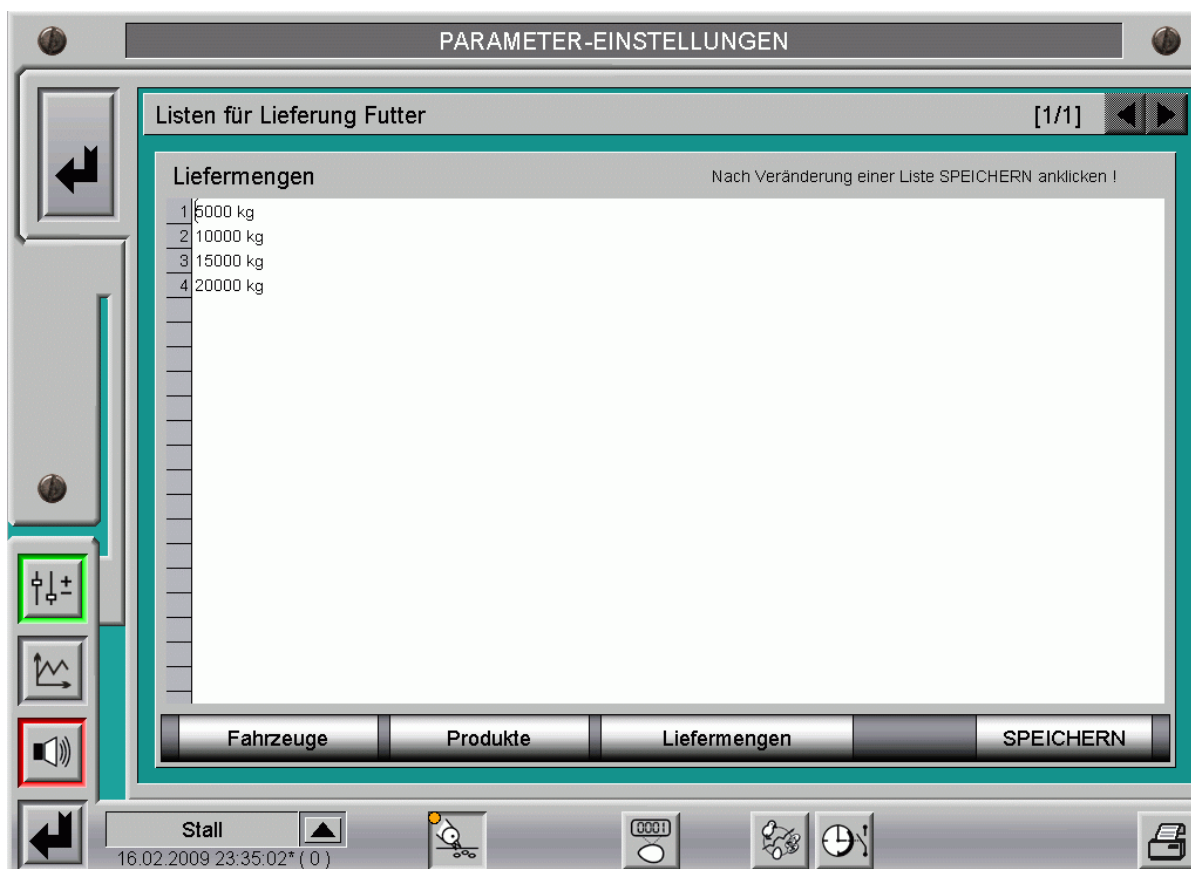 PARAMETER-EINSTELLUNGEN
Listen für Lieferung Futter [1/1]
Liefermengen Nach Veränderung einer Liste SPEICHERN anklicken !
1 5000 kg
2 10000 kg
3 15000 kg
4 20000 kg
Fahrzeuge Produkte Liefermengen SPEICHERN
Stall
0001
16.02.2009 23:35:02* ( 0 )